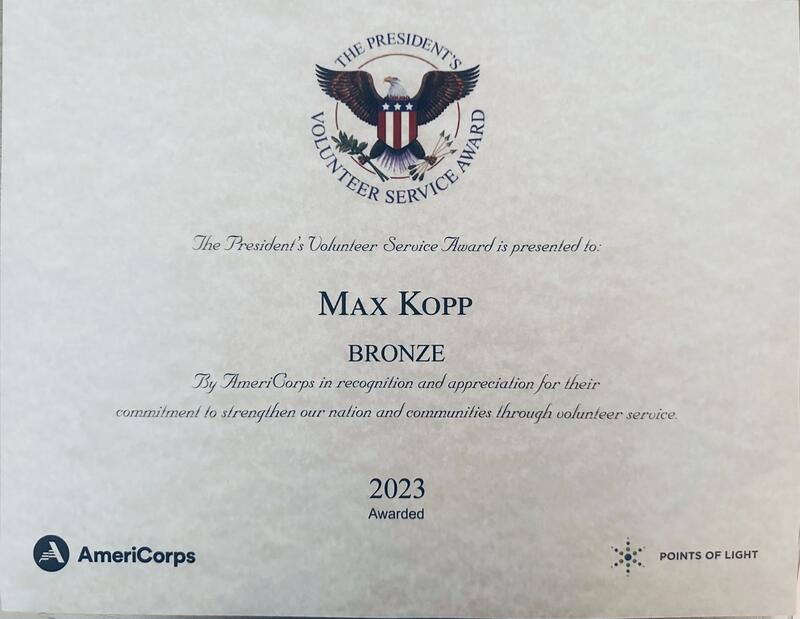 THE PRESIDENT'S
VOLUNTEER SERVICE AWARD
The President's Volunteer Service Award is presented to:
MAX KOPP
BRONZE
By AmeriCorps in recognition and appreciation for their
commitment to strengthen our nation and communities through volunteer service.
2023
Awarded
AmeriCorps
POINTS OF LIGHT